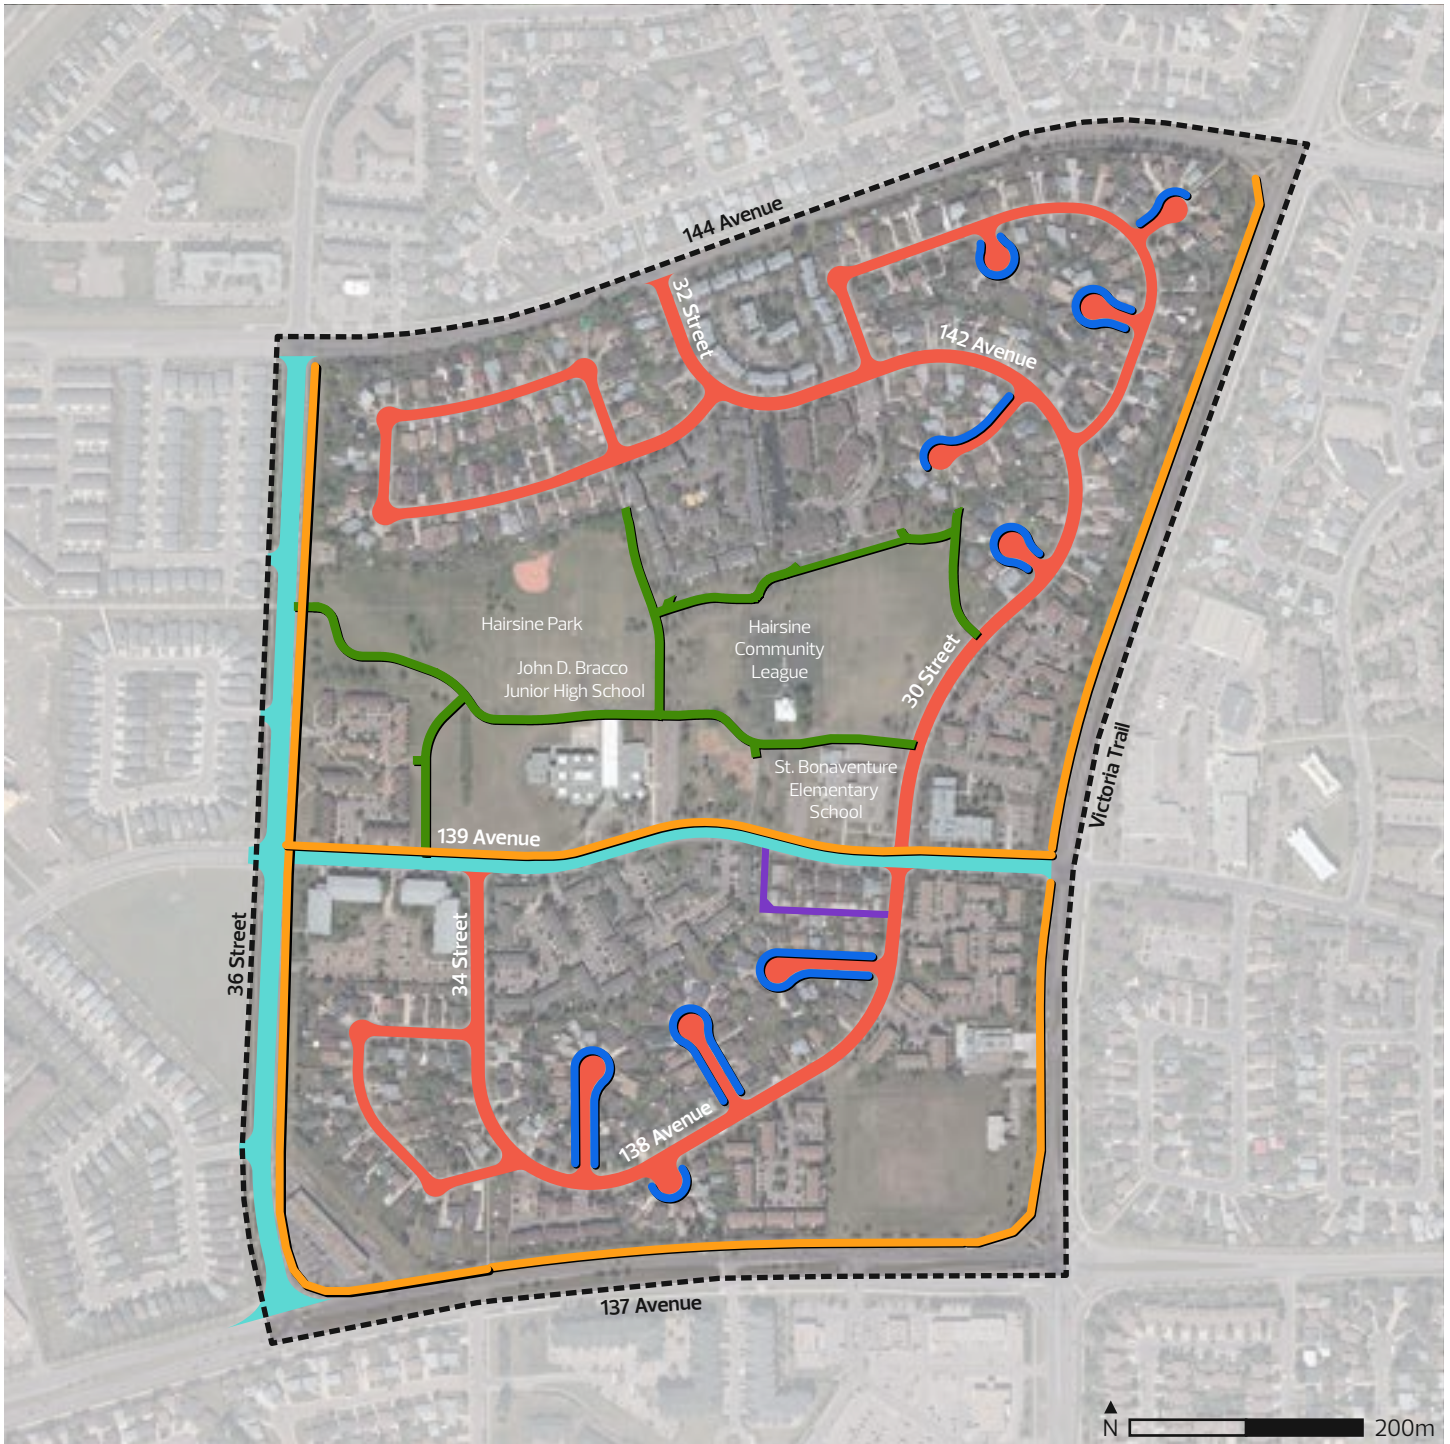 144 Avenue
32 Street
142 Avenue
Hairsine Park
John D. Bracco
Junior High School
Hairsine
Community
League
30 Street
Victoria Trail
St. Bonaventure
Elementary
School
139 Avenue
36 Street
34 Street
138 Avenue
137 Avenue
N
200m